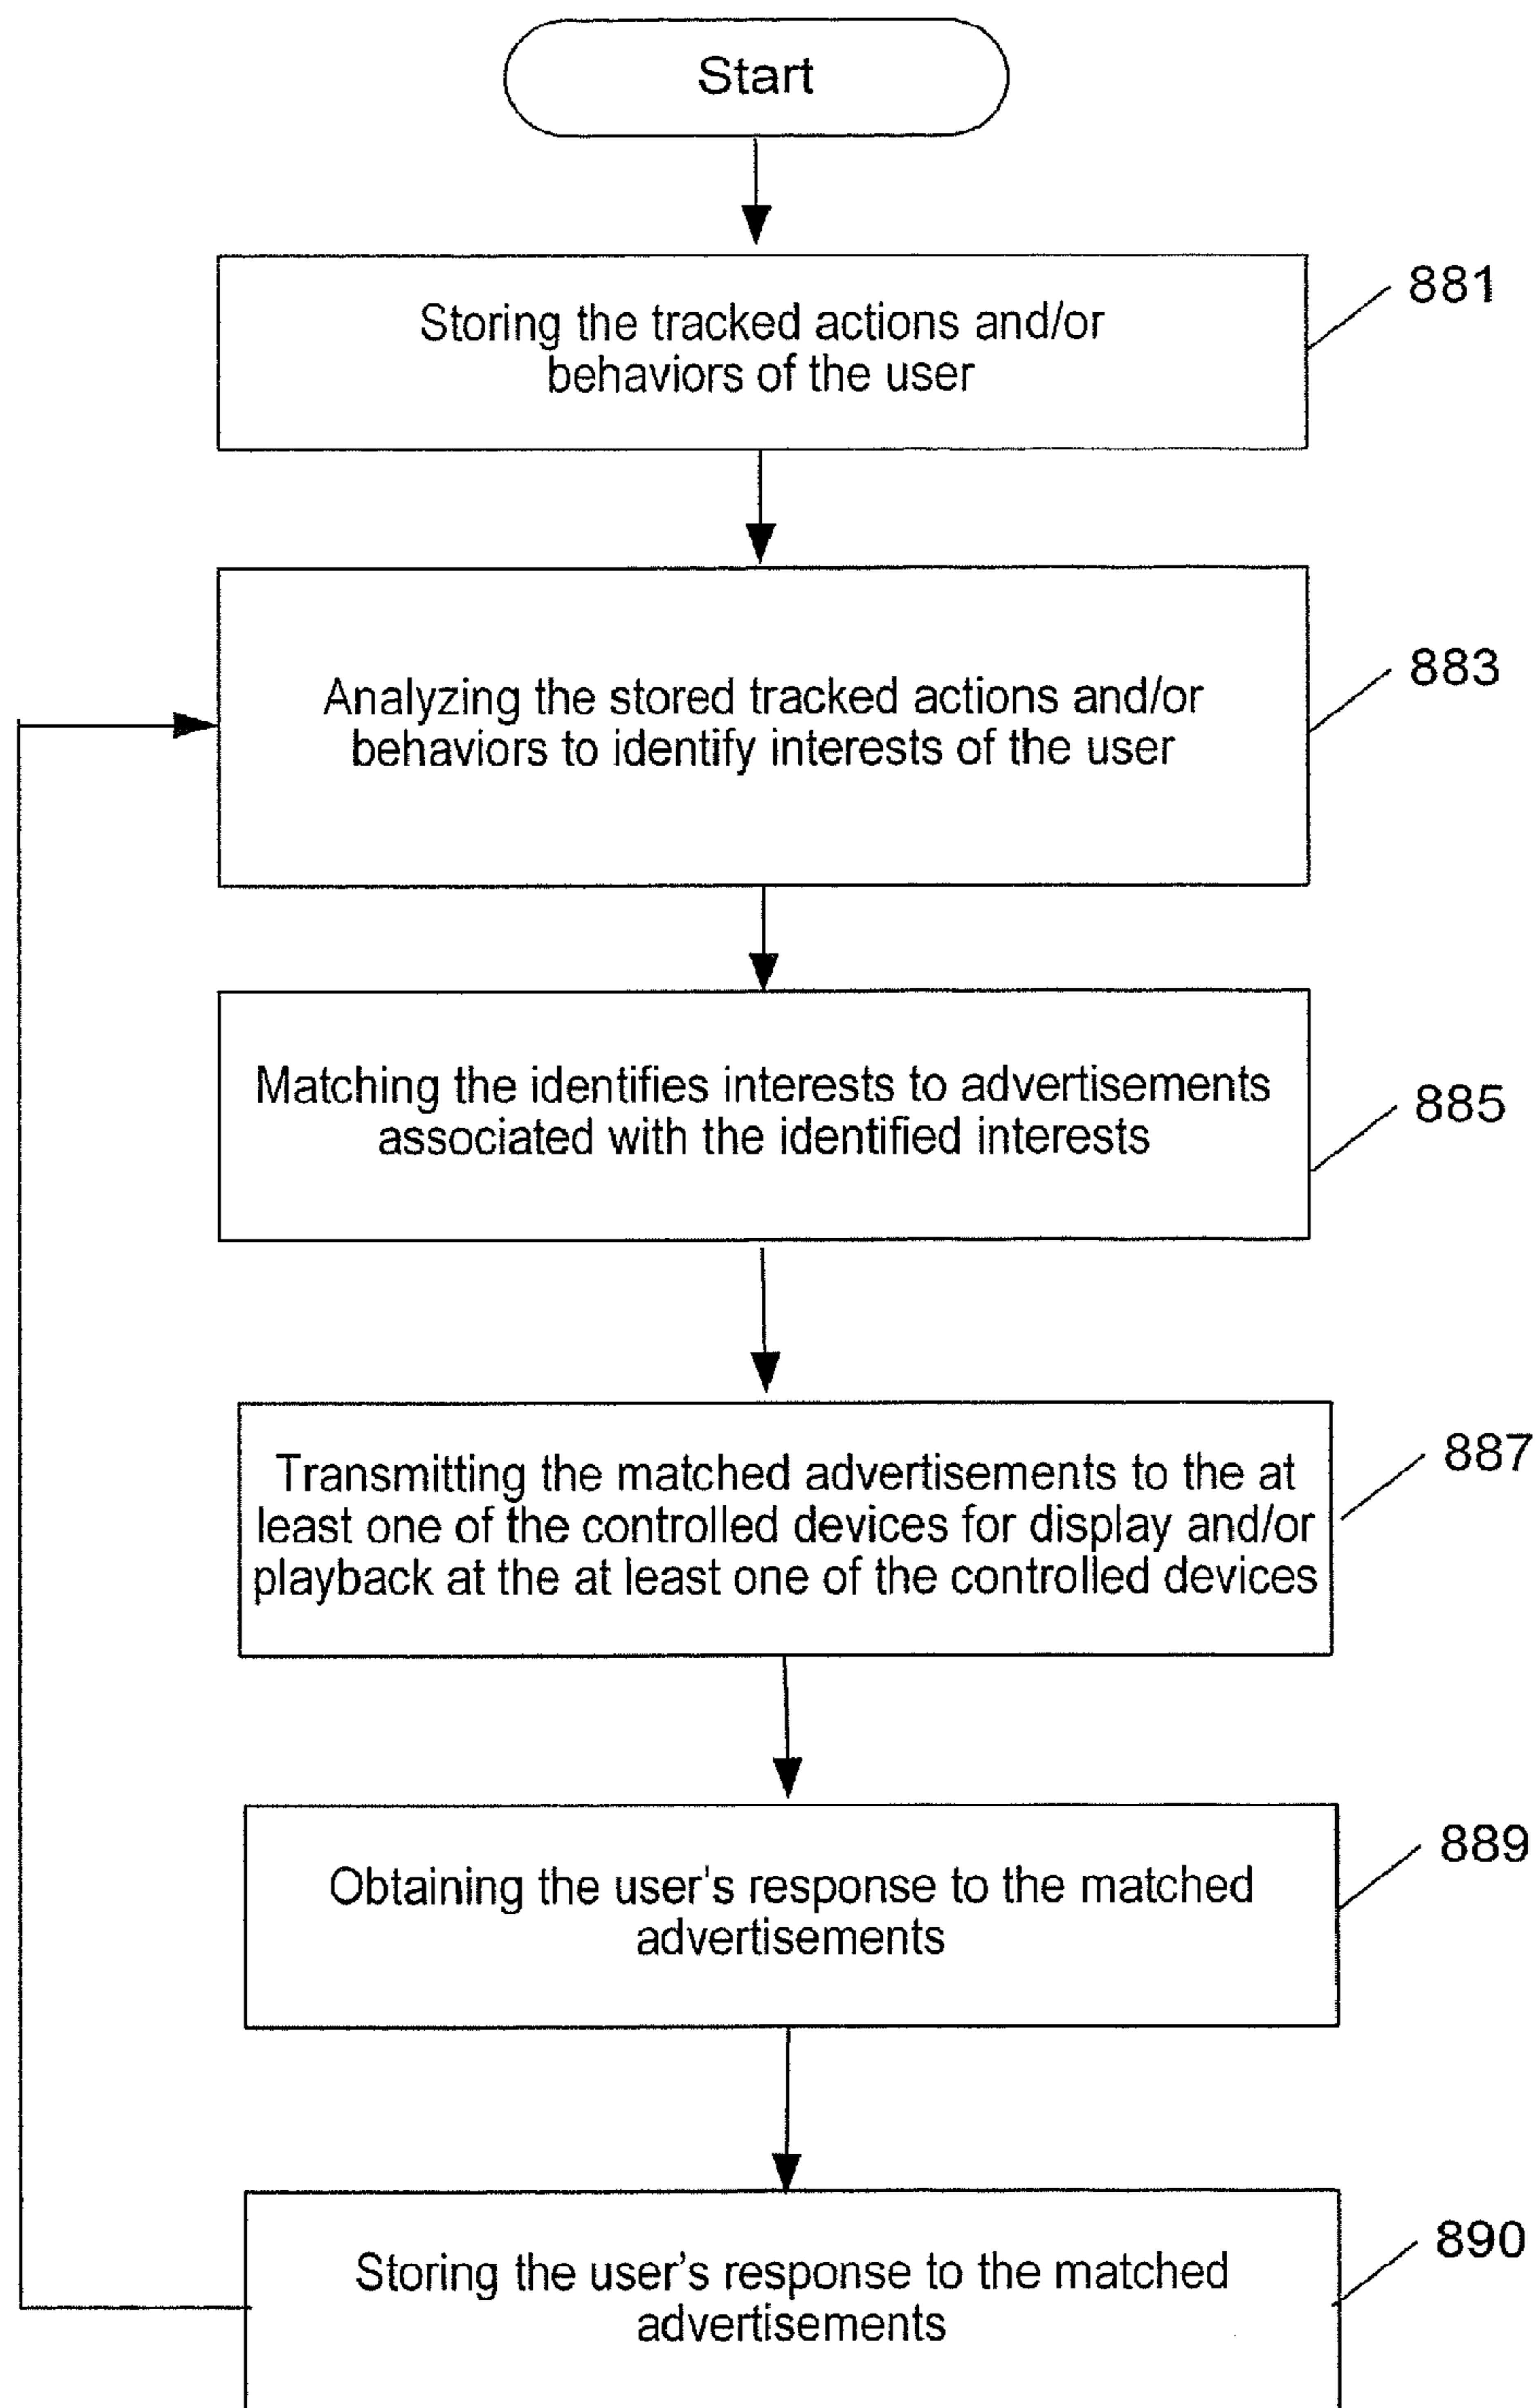 Start
881
Storing the tracked actions and/or
behaviors of the user
883
Analyzing the stored tracked actions and/or
behaviors to identify interests of the user
885
Matching the identifies interests to advertisements
associated with the identified interests
887
Transmitting the matched advertisements to the at
least one of the controlled devices for display and/or
playback at the at least one of the controlled devices
889
Obtaining the user's response to the matched
advertisements
890
Storing the user's response to the matched
advertisements